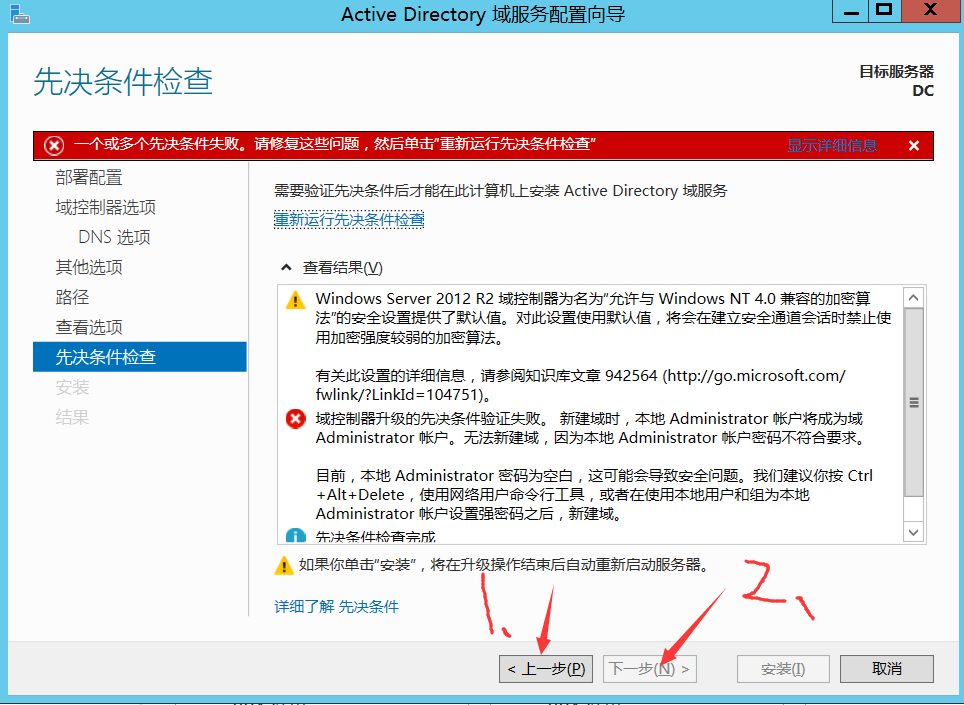 Active Directory 域服务配置向导
先决条件检查
目标服务器
DC
一个或多个先决条件失败。请修复这些问题，然后单击"重新运行先决条件检查"
显示详细信息
部署配置
域控制器选项
DNS 选项
其他选项
路径
查看选项
先决条件检查
安装
结果
需要验证先决条件后才能在此计算机上安装 Active Directory 域服务
重新运行先决条件检查
查看结果(V)
Windows Server 2012 R2 域控制器为名为"允许与 Windows NT 4.0 兼容的加密算
法"的安全设置提供了默认值。对此设置使用默认值，将会在建立安全通道会话时禁止使
用加密强度较弱的加密算法。
有关此设置的详细信息，请参阅知识库文章 942564 (http://go.microsoft.com/
fwlink/?LinkId=104751)。
域控制器升级的先决条件验证失败。 新建域时，本地 Administrator 帐户将成为域
Administrator 帐户。无法新建域，因为本地 Administrator 帐户密码不符合要求。
目前，本地 Administrator 密码为空白，这可能会导致安全问题。我们建议你按 Ctrl
+Alt+Delete，使用网络用户命令行工具，或者在使用本地用户和组为本地
Administrator 帐户设置强密码之后，新建域。
先决条件检查完成
如果你单击"安装"，将在升级操作结束后自动重新启动服务器。
详细了解 先决条件
1、
2、
< 上一步(P)
下一步(N) >
安装(I)
取消